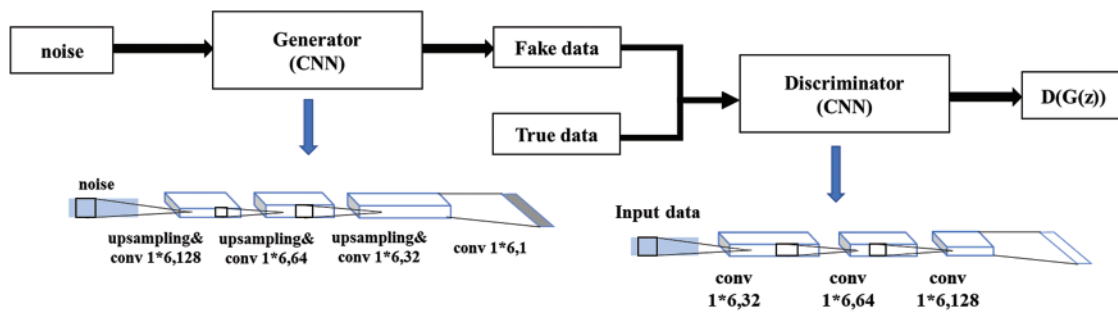 noise
Generator
(CNN)
Fake data
True data
Discriminator
(CNN)
D(G(z))
noise
upsampling&
conv 1*6,128
upsampling&
conv 1*6,64
upsampling&
conv 1*6,32
conv 1*6,1
Input data
conv
1*6,32
conv
1*6,64
conv
1*6,128